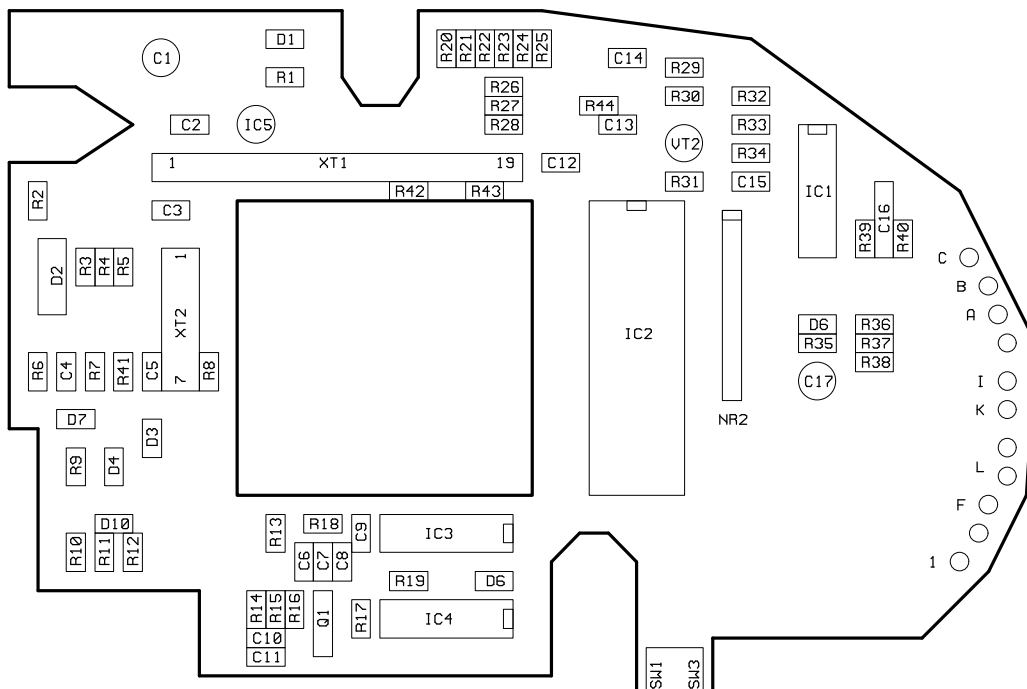 D1
R20 R21 R22 R23 R24 R25
C1
C14
R29
R1
R26
R30
R32
R27
R44
C2
IC5
R28
C13
R33
VT2
R34
1 XT1 19
C12
R31
C15
R2
R42
R43
IC1
C3
C16
R39
R40
D2
R3 R4 R5
1
XT2
7
C
B
A
IC2
D6
R36
R35
R37
R38
R6
C4
R7
R41
C5
R8
C17
I
K
NR2
D7
D3
R9
D4
L
F
D10
R13
R18
C9
IC3
R10
R11
R12
C6 C7 C8
1
R19
D6
R14 R15 R16
Q1
R17
IC4
C10
C11
SW1
SW3